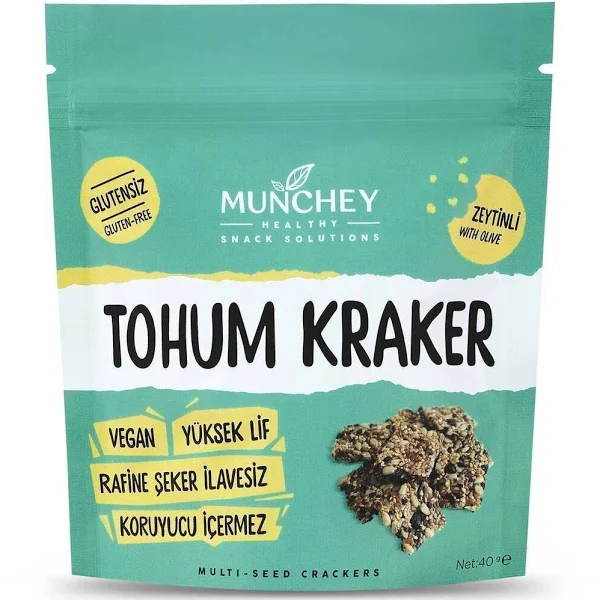 MUNCHEY
HEALTHY
SNACK SOLUTIONS
GLUTENSİZ
GLUTEN-FREE
ZEYTİNLİ
WITH OLIVE
TOHUM KRAKER
VEGAN
YÜKSEK LİF
RAFİNE ŞEKER İLAVESİZ
KORUYUCU İÇERMEZ
Net:40 g e
MULTI-SEED CRACKERS